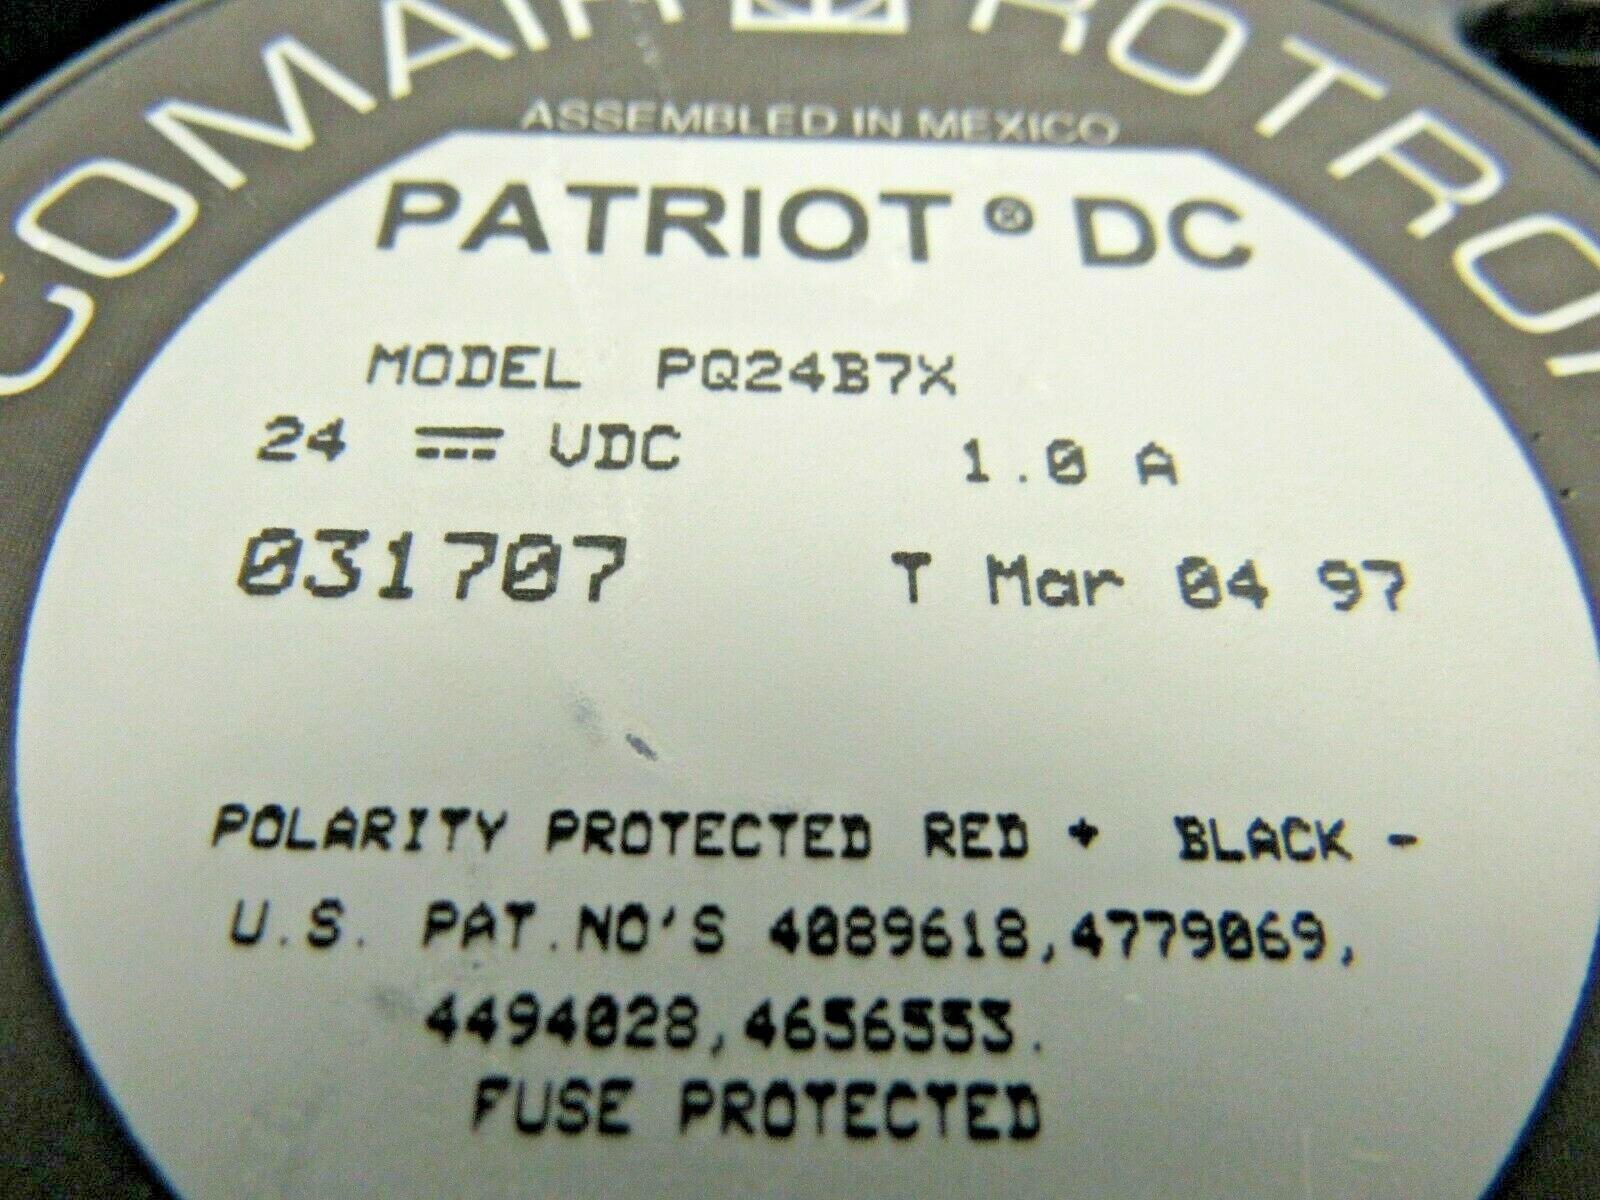 COMAIR ROTRON
ASSEMBLED IN MEXICO
PATRIOT ® DC
MODEL PQ24B7X
24 ⎓ VDC 1.0 A
031707 T Mar 04 97
POLARITY PROTECTED RED + BLACK -
U.S. PAT.NO'S 4089618,4779069,
4494028,4656553.
FUSE PROTECTED